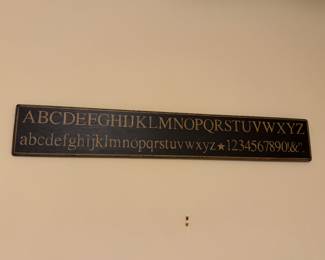 ABCDEFGHIJKLMNOPQRSTUVWXYZ
abcdefghijklmnopqrstuvwxyz★1234567890!&".